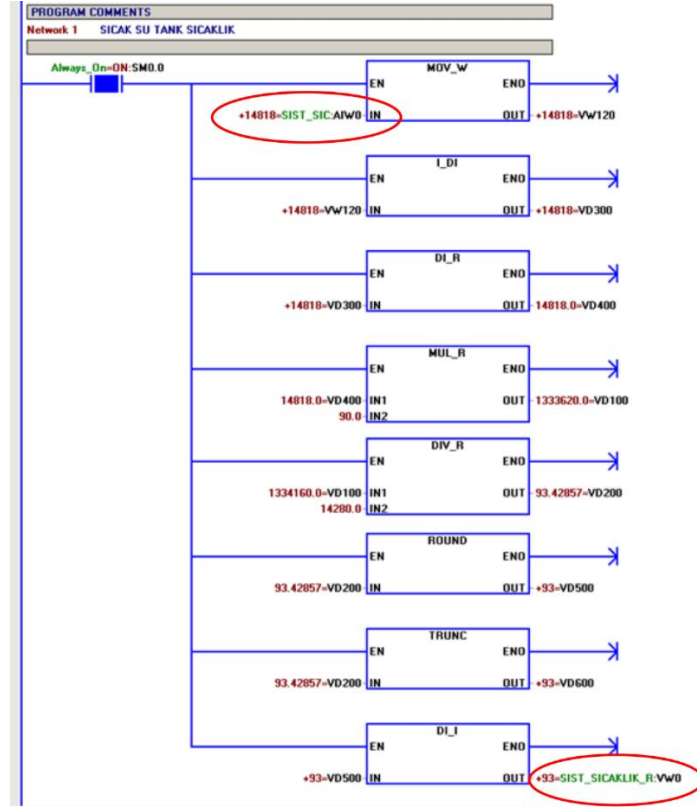 PROGRAM COMMENTS
Network 1 SICAK SU TANK SICAKLIK
Always_On=ON:SM0.0
MOV_W
EN ENO
+14818=SIST_SIC:AIW0 IN OUT +14818=VW120
I_DI
EN ENO
+14818=VW120 IN OUT +14818=VD300
DI_R
EN ENO
+14818=VD300 IN OUT 14818.0=VD400
MUL_R
EN ENO
14818.0=VD400 IN1 OUT 1333620.0=VD100
90.0 IN2
DIV_R
EN ENO
1334160.0=VD100 IN1 OUT 93.42857=VD200
14280.0 IN2
ROUND
EN ENO
93.42857=VD200 IN OUT +93=VD500
TRUNC
EN ENO
93.42857=VD200 IN OUT +93=VD600
DI_I
EN ENO
+93=VD500 IN OUT +93=SIST_SICAKLIK_R:VW0